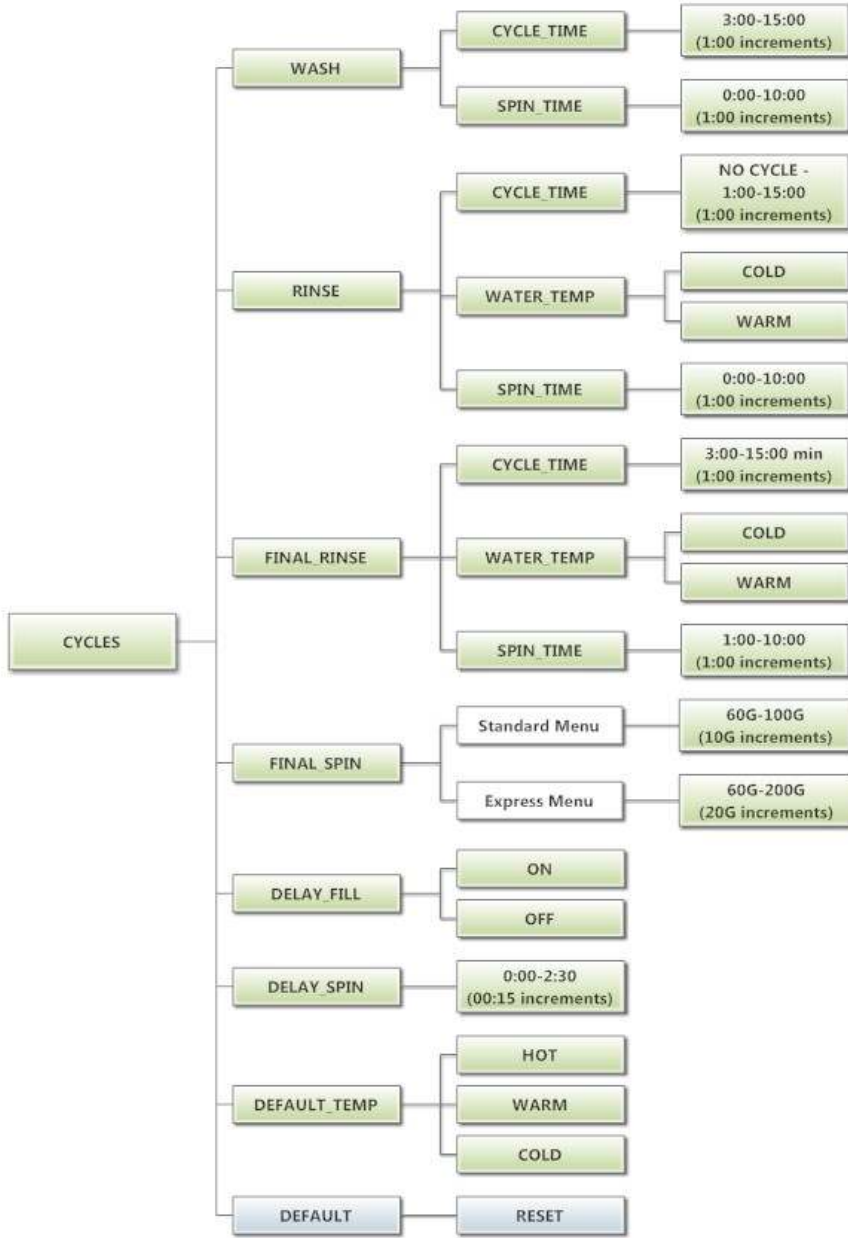 CYCLES
WASH
CYCLE_TIME
3:00-15:00
(1:00 increments)
SPIN_TIME
0:00-10:00
(1:00 increments)
RINSE
CYCLE_TIME
NO CYCLE -
1:00-15:00
(1:00 increments)
WATER_TEMP
COLD
WARM
SPIN_TIME
0:00-10:00
(1:00 increments)
FINAL_RINSE
CYCLE_TIME
3:00-15:00 min
(1:00 increments)
WATER_TEMP
COLD
WARM
SPIN_TIME
1:00-10:00
(1:00 increments)
FINAL_SPIN
Standard Menu
60G-100G
(10G increments)
Express Menu
60G-200G
(20G increments)
DELAY_FILL
ON
OFF
DELAY_SPIN
0:00-2:30
(00:15 increments)
DEFAULT_TEMP
HOT
WARM
COLD
DEFAULT
RESET